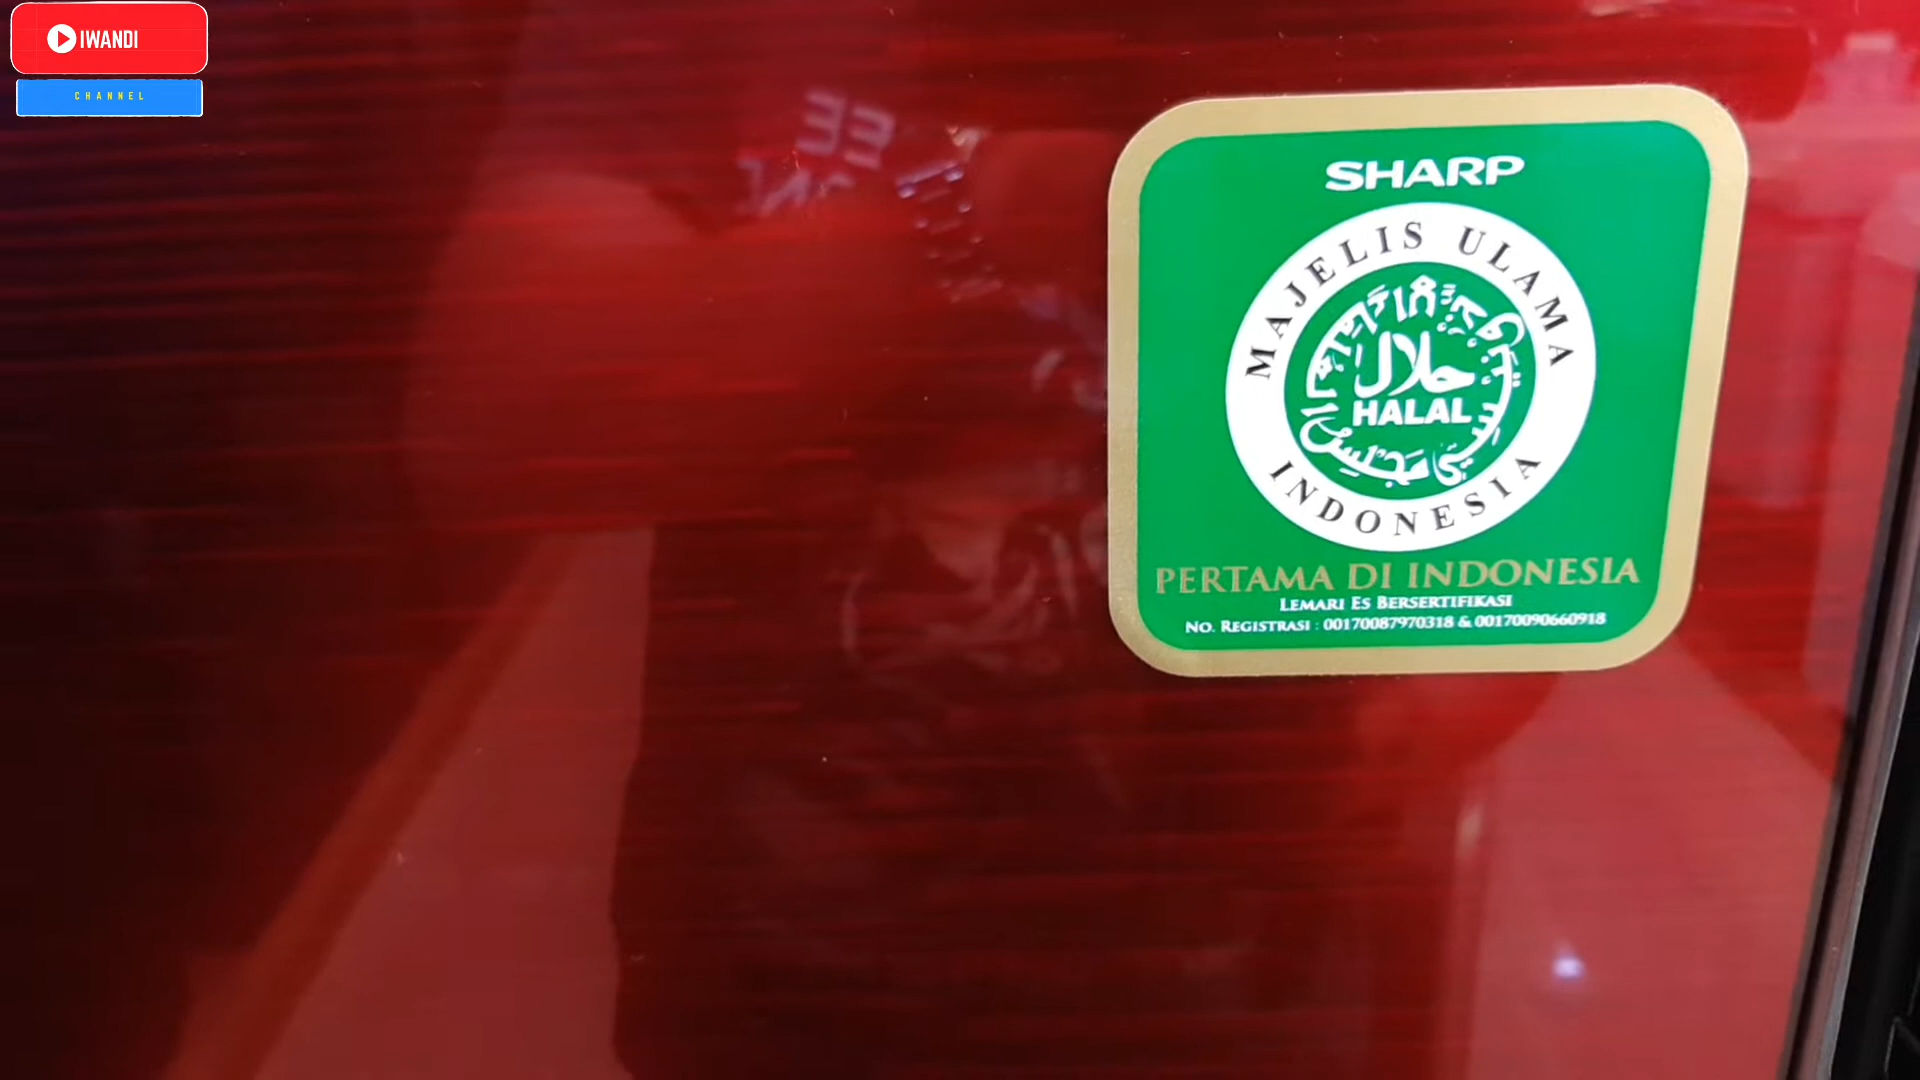 IWANDI
CHANNEL
SHARP
MAJELIS ULAMA
حلال
HALAL
INDONESIA
PERTAMA DI INDONESIA
LEMARI ES BERSERTIFIKASI
NO. REGISTRASI : 00170087970318 & 00170090660918